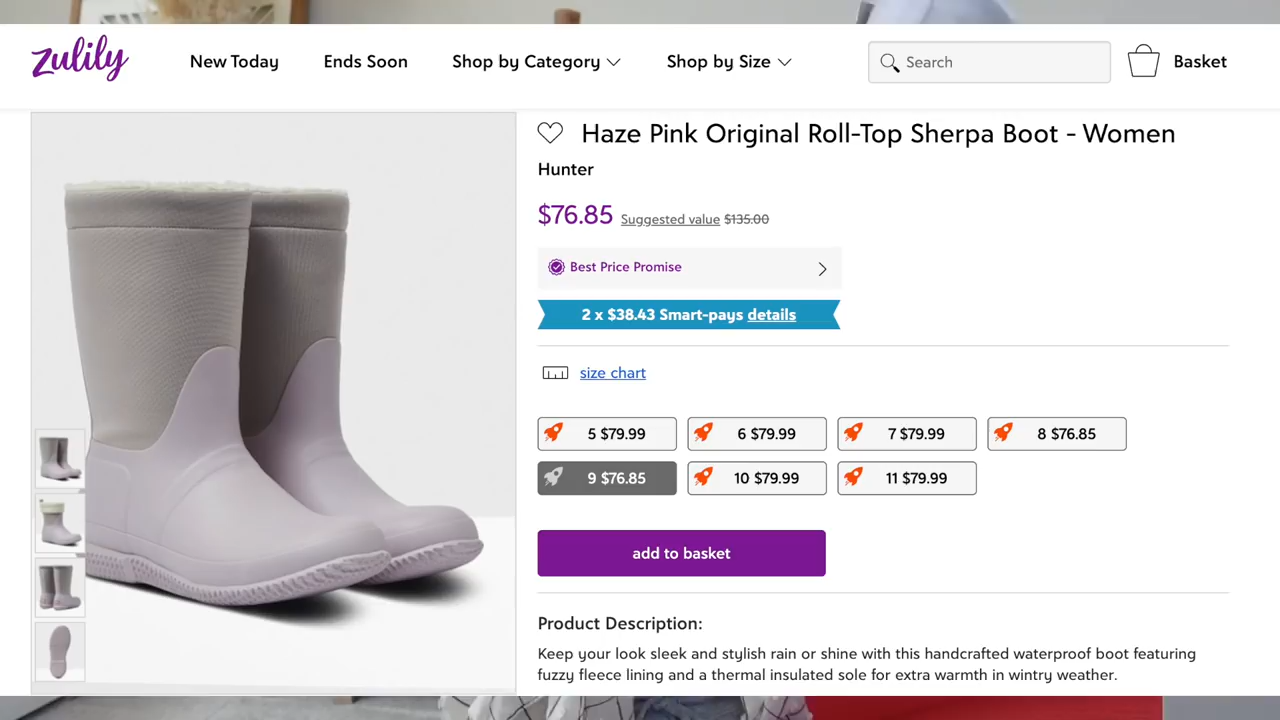 zulily
New Today
Ends Soon
Shop by Category
Shop by Size
Search
Basket
Haze Pink Original Roll-Top Sherpa Boot - Women
Hunter
$76.85 Suggested value $135.00
Best Price Promise
2 x $38.43 Smart-pays details
size chart
5 $79.99
6 $79.99
7 $79.99
8 $76.85
9 $76.85
10 $79.99
11 $79.99
add to basket
Product Description:
Keep your look sleek and stylish rain or shine with this handcrafted waterproof boot featuring
fuzzy fleece lining and a thermal insulated sole for extra warmth in wintry weather.